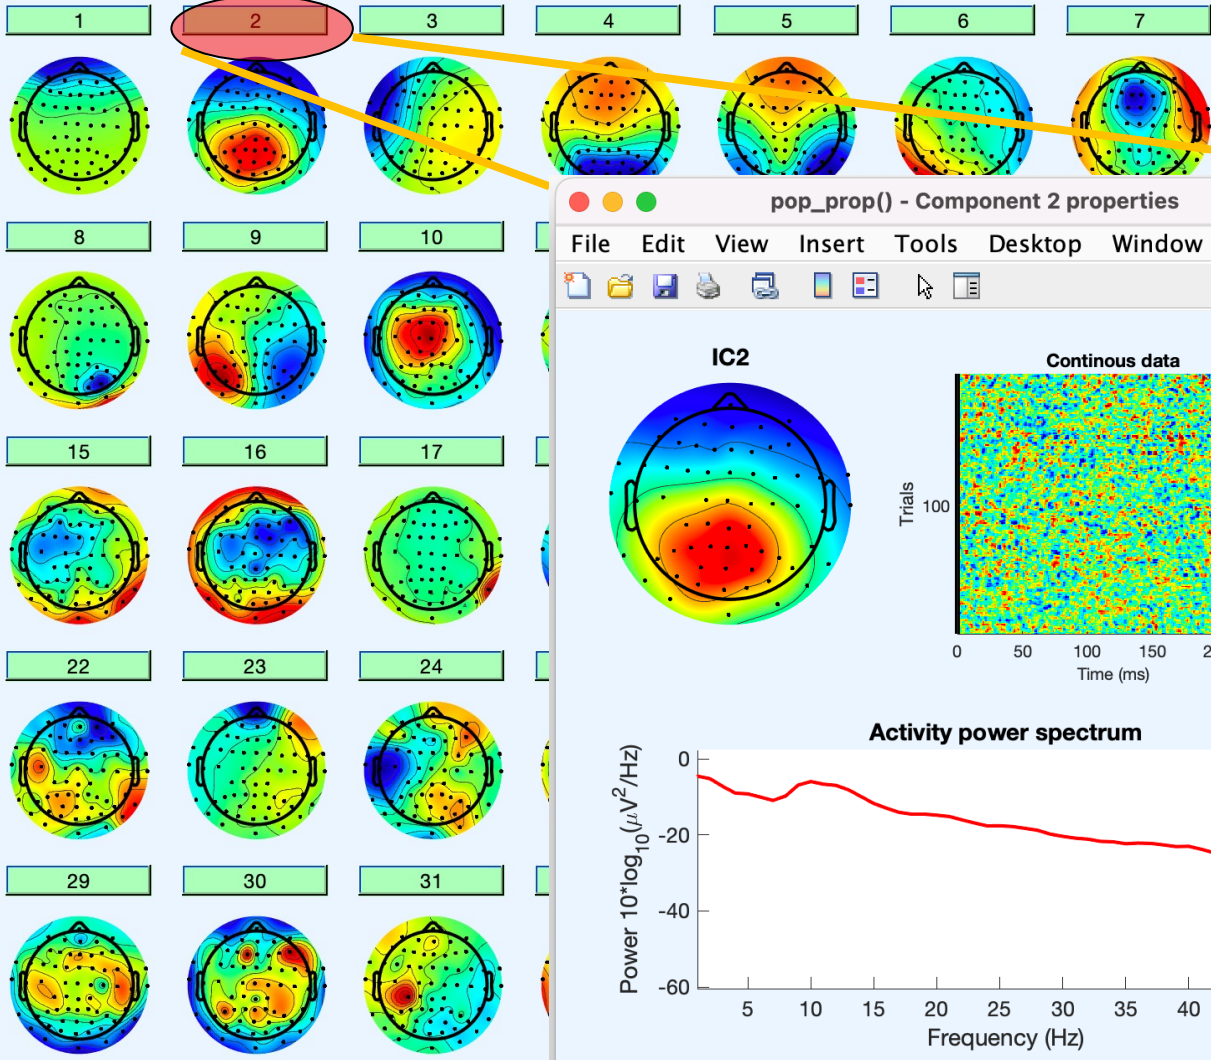 1 2 3 4 5 6 7
8 9 10
15 16 17
22 23 24
29 30 31
pop_prop() - Component 2 properties
File Edit View Insert Tools Desktop Window
IC2
Continous data
Trials
100
0 50 100 150 2
Time (ms)
Activity power spectrum
Power 10*log10(μV2/Hz)
0
-20
-40
-60
5 10 15 20 25 30 35 40
Frequency (Hz)